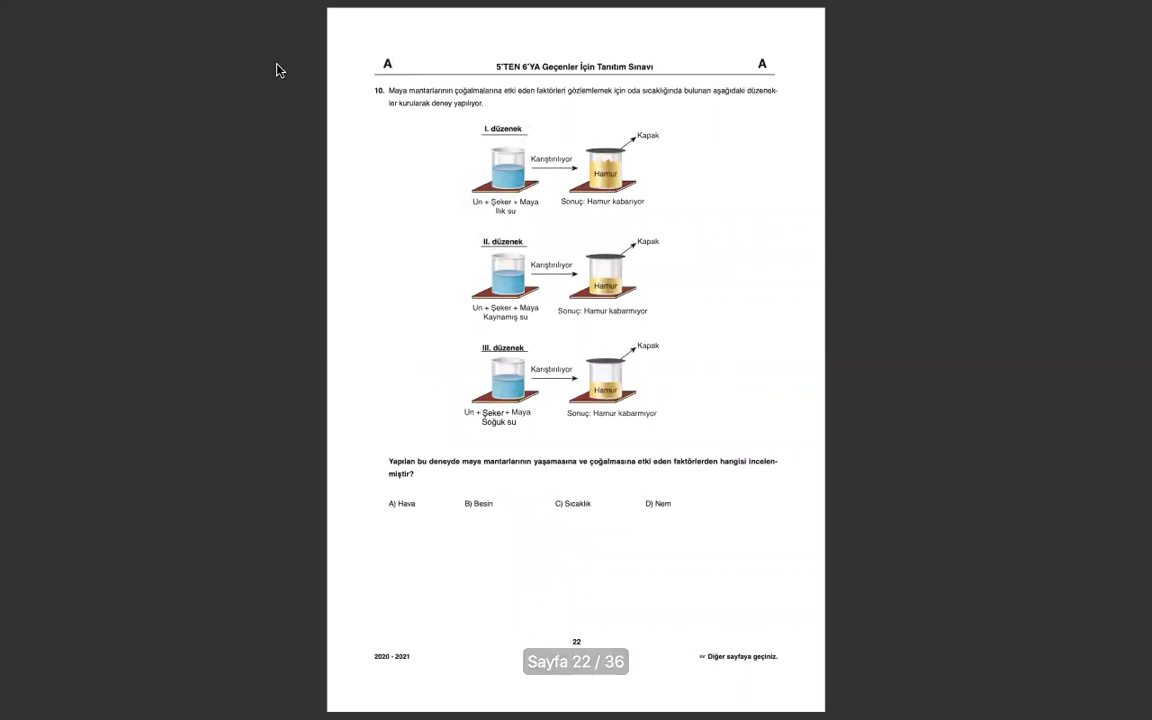 A 5'TEN 6'YA Geçenler İçin Tanıtım Sınavı A
10. Maya mantarlarının çoğalmalarına etki eden faktörleri gözlemlemek için oda sıcaklığında bulunan aşağıdaki düzenek-
ler kurularak deney yapılıyor.
I. düzenek
Kapak
Karıştırılıyor
Hamur
Un + Şeker + Maya
Ilık su
Sonuç: Hamur kabarıyor
II. düzenek
Kapak
Karıştırılıyor
Hamur
Un + Şeker + Maya
Kaynamış su
Sonuç: Hamur kabarmıyor
III. düzenek
Kapak
Karıştırılıyor
Hamur
Un + Şeker + Maya
Soğuk su
Sonuç: Hamur kabarmıyor
Yapılan bu deneyde maya mantarlarının yaşamasına ve çoğalmasına etki eden faktörlerden hangisi incelen-
miştir?
A) Hava B) Besin C) Sıcaklık D) Nem
22
Sayfa 22 / 36
2020 - 2021
☞ Diğer sayfaya geçiniz.